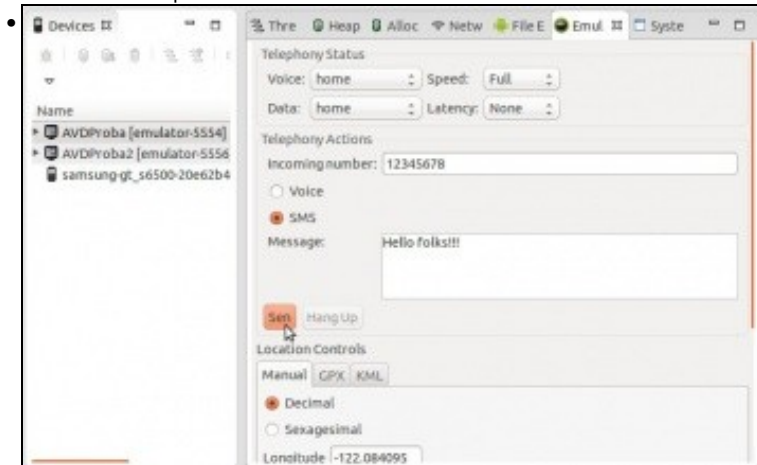 Devices
Thre Heap Alloc Netw File E Emul Syste
Telephony Status
Voice: home Speed: Full
Data: home Latency: None
Name
AVDProba [emulator-5554]
AVDProba2 [emulator-5556
samsung-gt_s6500-20e62b4
Telephony Actions
Incoming number: 12345678
Voice
SMS
Message: Hello folks!!!
Sen Hang Up
Location Controls
Manual GPX KML
Decimal
Sexagesimal
Longitude -122.084095